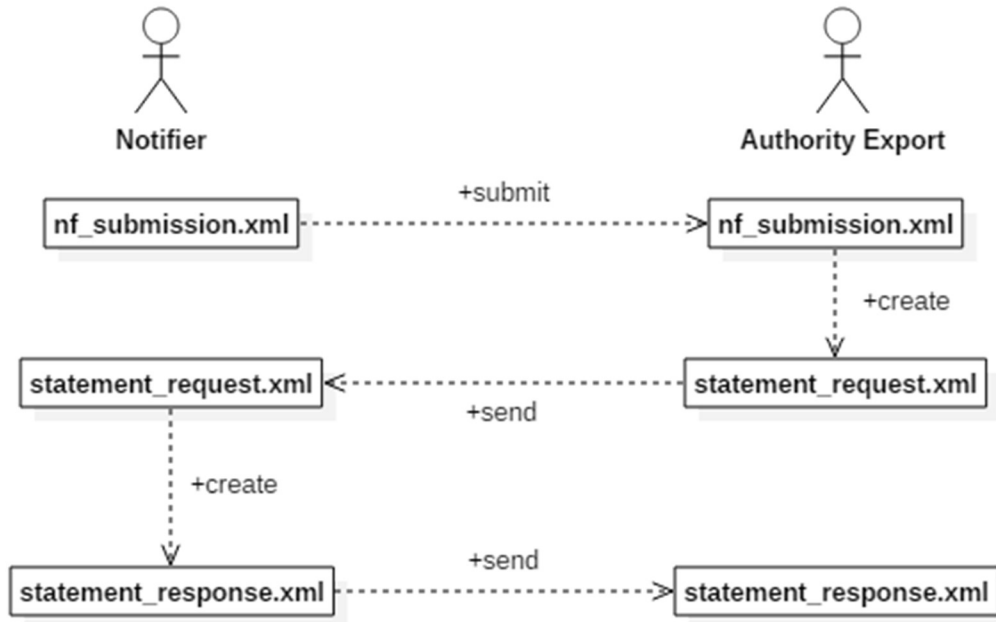 Notifier
Authority Export
+submit
nf_submission.xml
nf_submission.xml
+create
statement_request.xml
statement_request.xml
+send
+create
+send
statement_response.xml
statement_response.xml